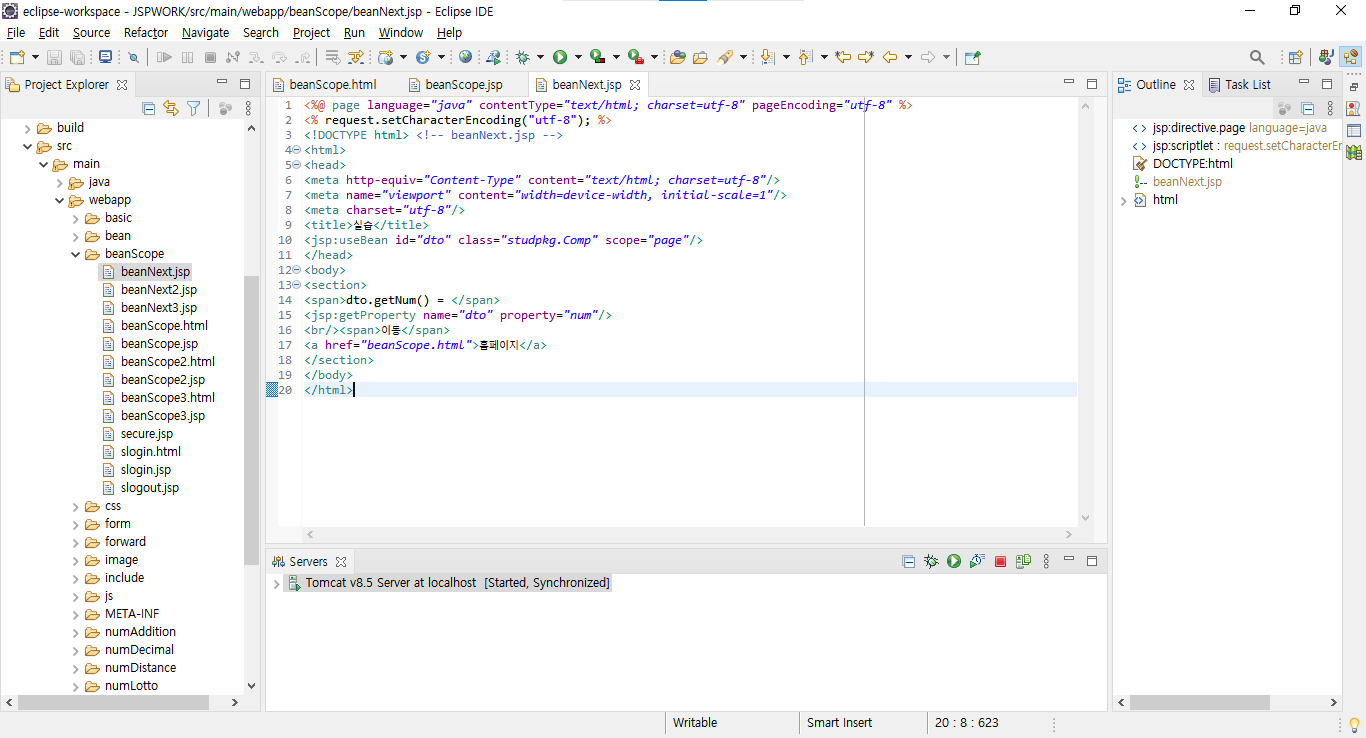 eclipse-workspace - JSPWORK/src/main/webapp/beanScope/beanNext.jsp - Eclipse IDE
File Edit Source Refactor Navigate Search Project Run Window Help
Project Explorer
build
src
main
java
webapp
basic
bean
beanScope
beanNext.jsp
beanNext2.jsp
beanNext3.jsp
beanScope.html
beanScope.jsp
beanScope2.html
beanScope2.jsp
beanScope3.html
beanScope3.jsp
secure.jsp
slogin.html
slogin.jsp
slogout.jsp
css
form
forward
image
include
js
META-INF
numAddition
numDecimal
numDistance
numLotto
beanScope.html beanScope.jsp beanNext.jsp
1 <%@ page language="java" contentType="text/html; charset=utf-8" pageEncoding="utf-8" %>
2 <% request.setCharacterEncoding("utf-8"); %>
3 <!DOCTYPE html> <!-- beanNext.jsp -->
4 <html>
5 <head>
6 <meta http-equiv="Content-Type" content="text/html; charset=utf-8"/>
7 <meta name="viewport" content="width=device-width, initial-scale=1"/>
8 <meta charset="utf-8"/>
9 <title>실습</title>
10 <jsp:useBean id="dto" class="studpkg.Comp" scope="page"/>
11 </head>
12 <body>
13 <section>
14 <span>dto.getNum() = </span>
15 <jsp:getProperty name="dto" property="num"/>
16 <br/><span>이동</span>
17 <a href="beanScope.html">홈페이지</a>
18 </section>
19 </body>
20 </html>
Servers
Tomcat v8.5 Server at localhost [Started, Synchronized]
Outline Task List
jsp:directive.page language=java
jsp:scriptlet : request.setCharacterEr
DOCTYPE:html
beanNext.jsp
html
Writable Smart Insert 20 : 8 : 623